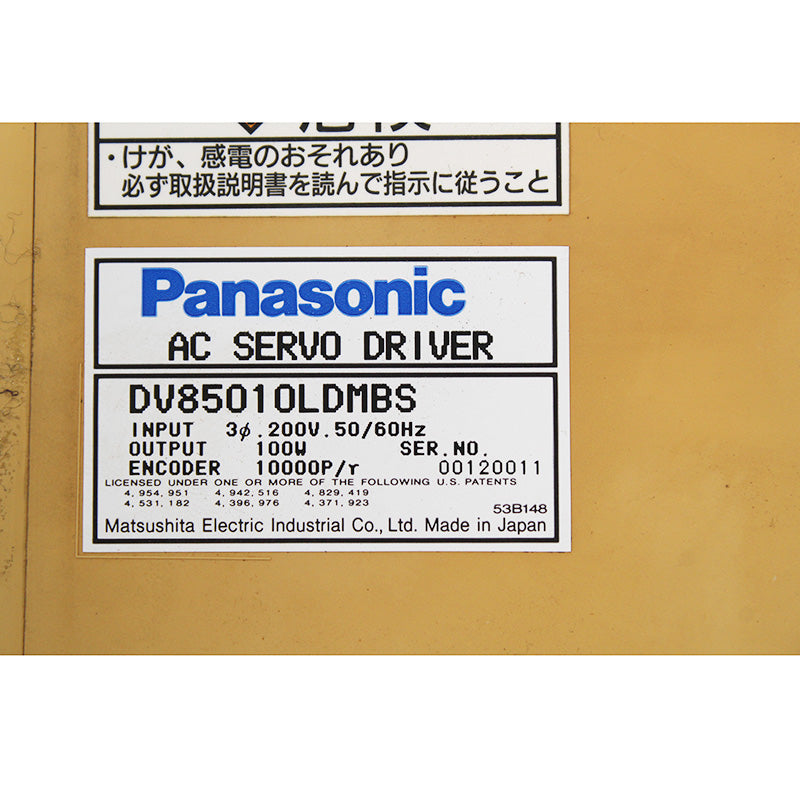 危険
・けが、感電のおそれあり
必ず取扱説明書を読んで指示に従うこと
Panasonic
AC SERVO DRIVER
DV85010LDMBS
INPUT 3φ.200V.50/60Hz
OUTPUT 100W SER.NO.
ENCODER 10000P/r 00120011
LICENSED UNDER ONE OR MORE OF THE FOLLOWING U.S. PATENTS
4,954,951 4,942,516 4,829,419
4,531,182 4,396,976 4,371,923
53B148
Matsushita Electric Industrial Co., Ltd. Made in Japan